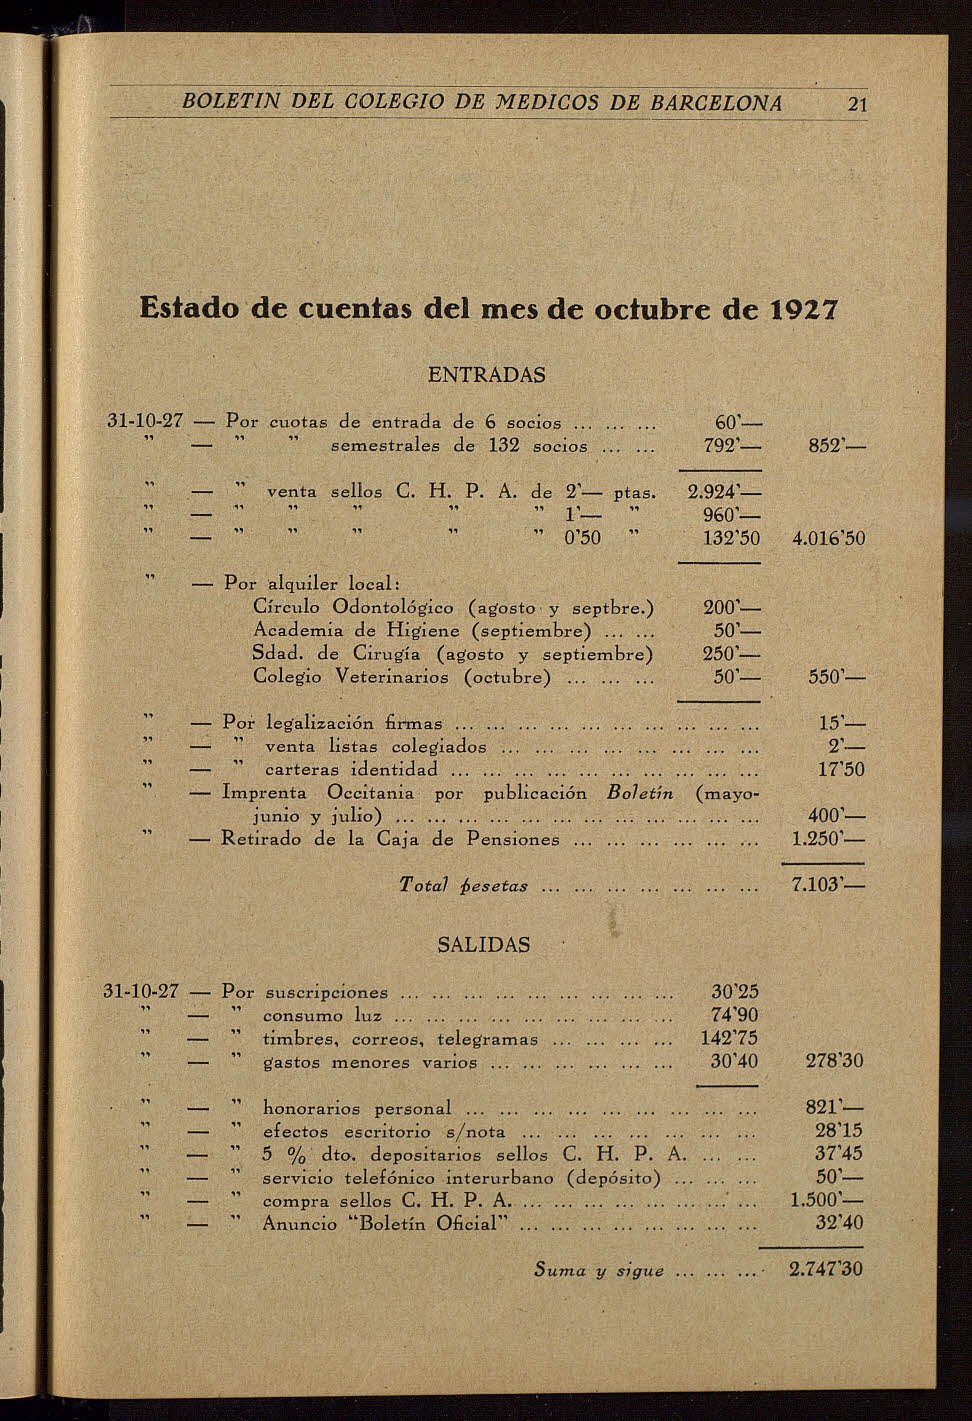 BOLETIN DEL COLEGIO DE MEDICOS DE BARCELONA 21
Estado de cuentas del mes de octubre de 1927
ENTRADAS
31-10-27 — Por cuotas de entrada de 6 socios ... ... ... 60'—
" — " " semestrales de 132 socios ... ... 792'— 852'—
" — " venta sellos C. H. P. A. de 2'— ptas. 2.924'—
" — " " " " " 1'— " 960'—
" — " " " " " 0'50 " 132'50 4.016'50
" — Por alquiler local:
Círculo Odontológico (agosto y septbre.) 200'—
Academia de Higiene (septiembre) ... ... 50'—
Sdad. de Cirugía (agosto y septiembre) 250'—
Colegio Veterinarios (octubre) ... ... ... 50'— 550'—
" — Por legalización firmas ... ... ... ... ... ... ... ... ... ... 15'—
" — " venta listas colegiados ... ... ... ... ... ... ... ... 2'—
" — " carteras identidad ... ... ... ... ... ... ... ... ... ... 17'50
" — Imprenta Occitania por publicación Boletín (mayo-
junio y julio) ... ... ... ... ... ... ... ... ... ... ... ... 400'—
" — Retirado de la Caja de Pensiones ... ... ... ... ... ... 1.250'—
Total pesetas ... ... ... ... ... ... ... 7.103'—
SALIDAS
31-10-27 — Por suscripciones ... ... ... ... ... ... ... ... ... 30'25
" — " consumo luz ... ... ... ... ... ... ... ... ... 74'90
" — " timbres, correos, telegramas ... ... ... ... 142'75
" — " gastos menores varios ... ... ... ... ... ... 30'40 278'30
" — " honorarios personal ... ... ... ... ... ... ... ... ... 821'—
" — " efectos escritorio s/nota ... ... ... ... ... ... ... 28'15
" — " 5 % dto. depositarios sellos C. H. P. A. ... ... 37'45
" — " servicio telefónico interurbano (depósito) ... ... ... 50'—
" — " compra sellos C. H. P. A. ... ... ... ... ... ... ... ... 1.500'—
" — " Anuncio "Boletín Oficial" ... ... ... ... ... ... ... ... 32'40
Suma y sigue ... ... ... 2.747'30